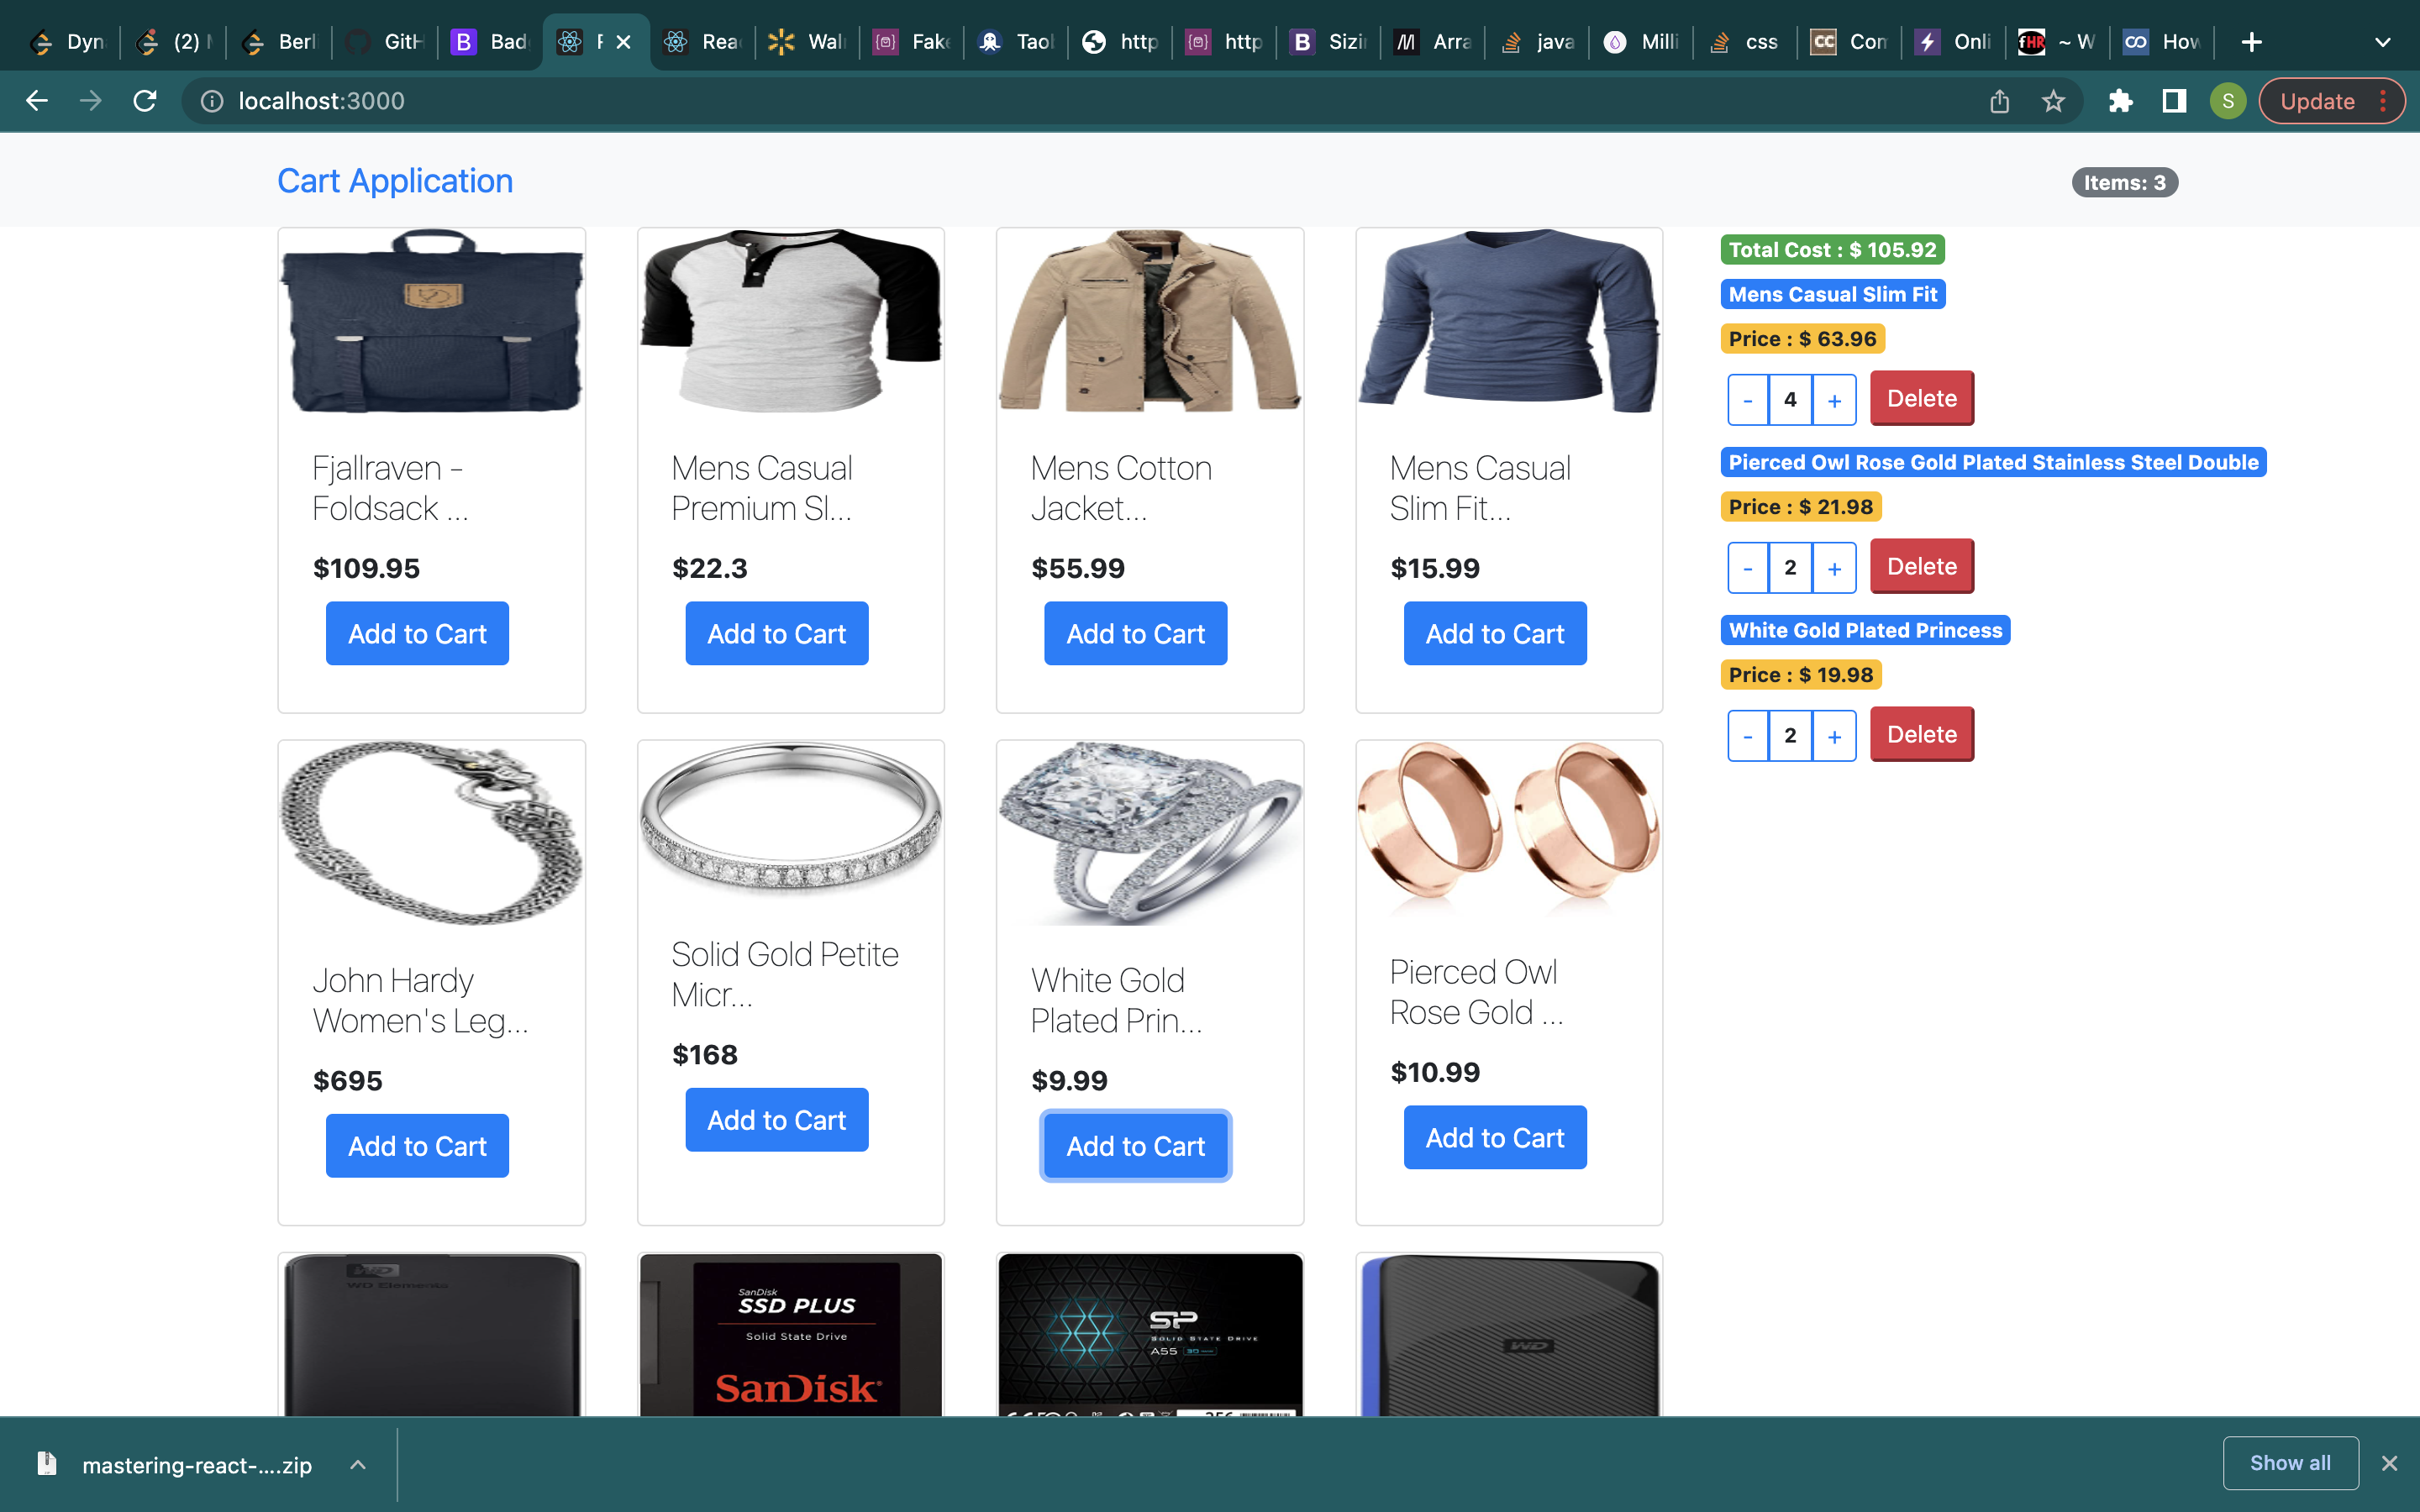 Dyn
(2)
Berl
GitH
B
Bad
Rea
Wal
Fake
Taol
http
http
B
Sizi
Arra
java
Milli
css
CC
Con
Onli
fHR
~ W
How
localhost:3000
S
Update
Cart Application
Items: 3
Fjallraven -
Foldsack ...
$109.95
Add to Cart
Mens Casual
Premium Sl...
$22.3
Add to Cart
Mens Cotton
Jacket...
$55.99
Add to Cart
Mens Casual
Slim Fit...
$15.99
Add to Cart
Total Cost : $ 105.92
Mens Casual Slim Fit
Price : $ 63.96
- 4 +
Delete
Pierced Owl Rose Gold Plated Stainless Steel Double
Price : $ 21.98
- 2 +
Delete
White Gold Plated Princess
Price : $ 19.98
- 2 +
Delete
John Hardy
Women's Leg...
$695
Add to Cart
Solid Gold Petite
Micr...
$168
Add to Cart
White Gold
Plated Prin...
$9.99
Add to Cart
Pierced Owl
Rose Gold ...
$10.99
Add to Cart
WD
WD Elements
SanDisk
SSD PLUS
Solid State Drive
SanDisk
SP
SOLID STATE DRIVE
A55
WD
mastering-react-....zip
Show all